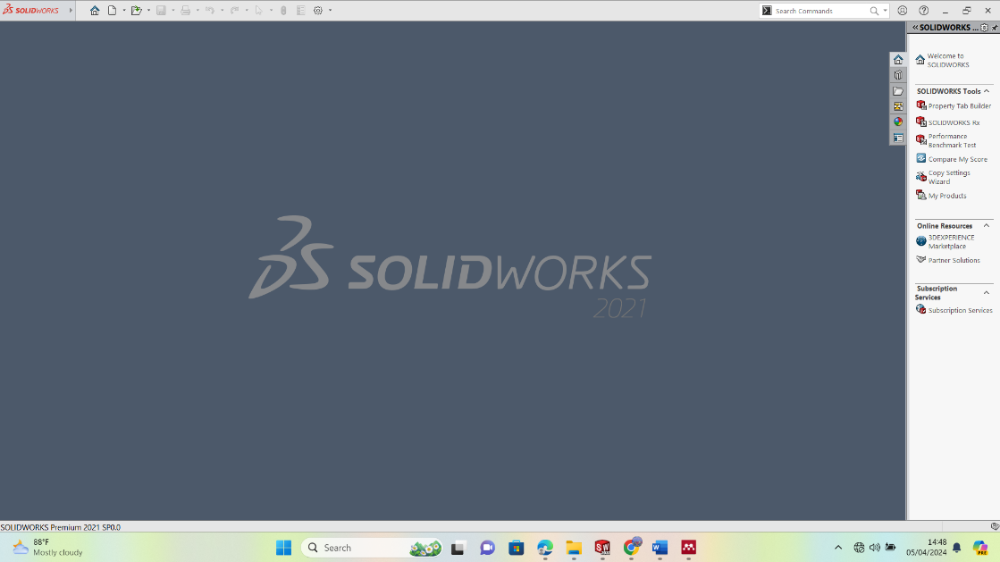 SOLIDWORKS
Search Commands
SOLIDWORKS ...
Welcome to
SOLIDWORKS
SOLIDWORKS Tools
Property Tab Builder
SOLIDWORKS Rx
Performance
Benchmark Test
Compare My Score
Copy Settings
Wizard
My Products
Online Resources
3DEXPERIENCE
Marketplace
Partner Solutions
Subscription
Services
Subscription Services
SOLIDWORKS
2021
SOLIDWORKS Premium 2021 SP0.0
88°F
Mostly cloudy
Search
14:48
05/04/2024